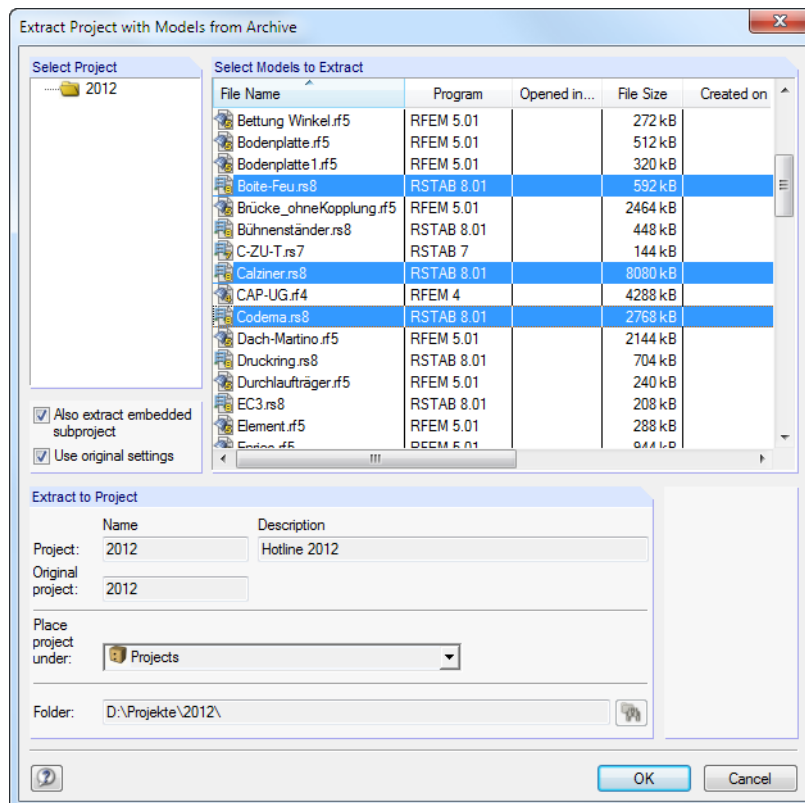 Extract Project with Models from Archive
Select Project
2012
Select Models to Extract
File Name Program Opened in... File Size Created on
Bettung Winkel.rf5 RFEM 5.01 272 kB
Bodenplatte.rf5 RFEM 5.01 512 kB
Bodenplatte1.rf5 RFEM 5.01 320 kB
Boite-Feu.rs8 RSTAB 8.01 592 kB
Brücke_ohneKopplung.rf5 RFEM 5.01 2464 kB
Bühnenständer.rs8 RSTAB 8.01 448 kB
C-ZU-T.rs7 RSTAB 7 144 kB
Calziner.rs8 RSTAB 8.01 8080 kB
CAP-UG.rf4 RFEM 4 4288 kB
Codema.rs8 RSTAB 8.01 2768 kB
Dach-Martino.rf5 RFEM 5.01 2144 kB
Druckring.rs8 RSTAB 8.01 704 kB
Durchlaufträger.rf5 RFEM 5.01 240 kB
EC3.rs8 RSTAB 8.01 208 kB
Element.rf5 RFEM 5.01 288 kB
RFEM 5.01 944 kB
Also extract embedded
subproject
Use original settings
Extract to Project
Name Description
Project: 2012 Hotline 2012
Original
project: 2012
Place
project
under: Projects
Folder: D:\Projekte\2012\
OK Cancel